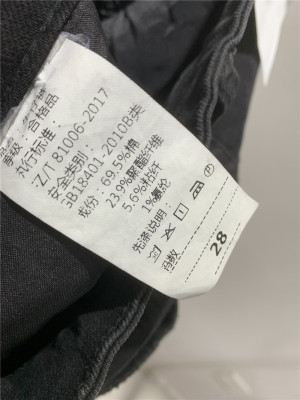 等级：合格品
执行标准：
FZ/T 81006-2017
安全类别：
GB18401-2010B类
成份：69.5%棉
23.9%聚酯纤维
5.6%粘纤
1%氨纶
洗涤说明：
码数
28